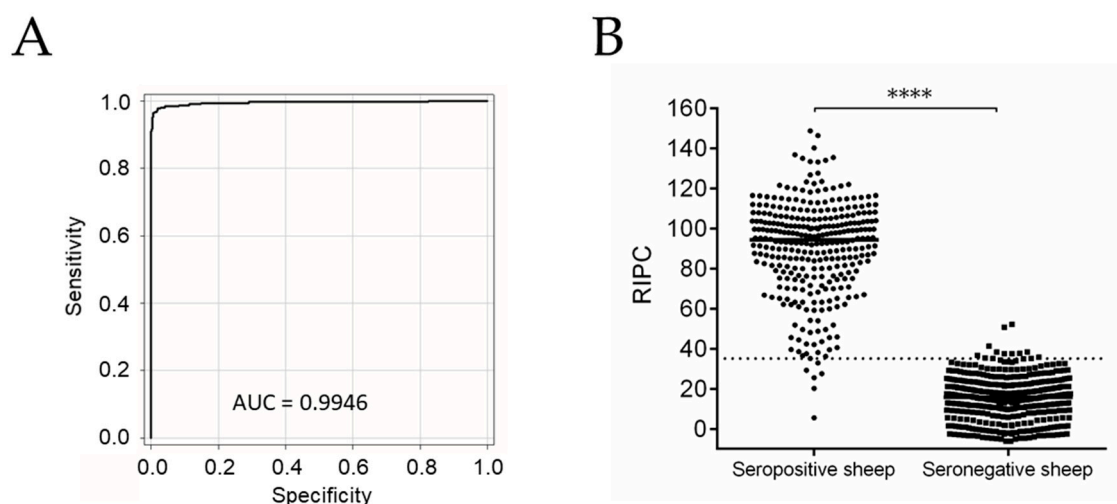 A
Sensitivity
1.0
0.8
0.6
0.4
0.2
0.0
AUC = 0.9946
0.0 0.2 0.4 0.6 0.8 1.0
Specificity
B
RIPC
160
140
120
100
80
60
40
20
0
****
Seropositive sheep Seronegative sheep